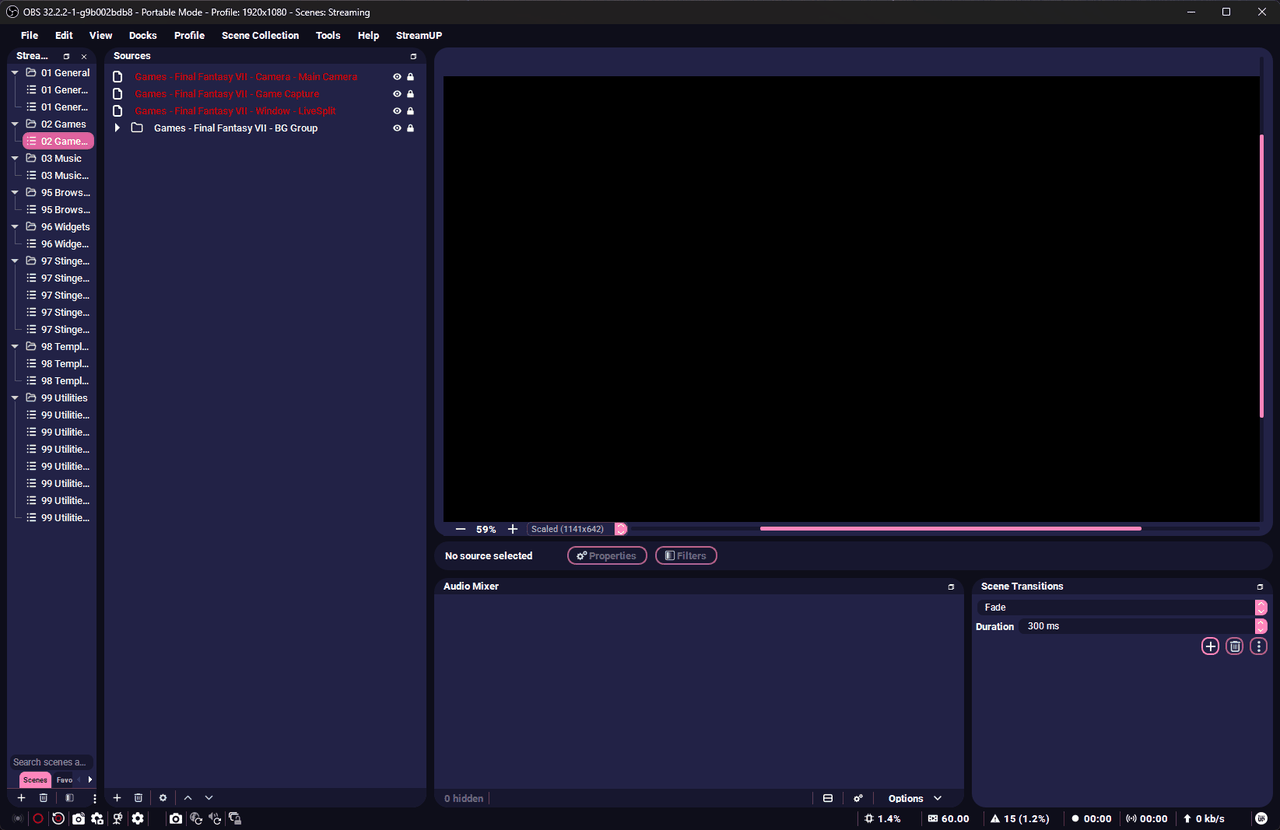 OBS 32.2.2-1-g9b002bdb8 - Portable Mode - Profile: 1920x1080 - Scenes: Streaming
File Edit View Docks Profile Scene Collection Tools Help StreamUP
Strea...
01 General
01 Gener...
01 Gener...
02 Games
02 Game...
03 Music
03 Music...
95 Brows...
95 Brows...
96 Widgets
96 Widge...
97 Stinge...
97 Stinge...
97 Stinge...
97 Stinge...
97 Stinge...
98 Templ...
98 Templ...
98 Templ...
99 Utilities
99 Utilitie...
99 Utilitie...
99 Utilitie...
99 Utilitie...
99 Utilitie...
99 Utilitie...
99 Utilitie...
Search scenes a...
Scenes Favo
Sources
Games - Final Fantasy VII - Camera - Main Camera
Games - Final Fantasy VII - Game Capture
Games - Final Fantasy VII - Window - LiveSplit
Games - Final Fantasy VII - BG Group
59% Scaled (1141x642)
No source selected Properties Filters
Audio Mixer
0 hidden Options
Scene Transitions
Fade
Duration 300 ms
1.4% 60.00 15 (1.2%) 00:00 00:00 0 kb/s